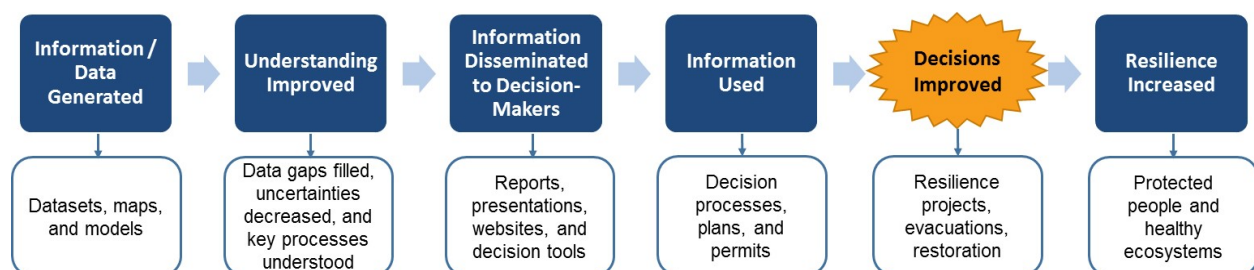 Information /
Data
Generated
Understanding
Improved
Information
Disseminated
to Decision-
Makers
Information
Used
Decisions
Improved
Resilience
Increased
Datasets, maps,
and models
Data gaps filled,
uncertainties
decreased, and
key processes
understood
Reports,
presentations,
websites, and
decision tools
Decision
processes,
plans, and
permits
Resilience
projects,
evacuations,
restoration
Protected
people and
healthy
ecosystems